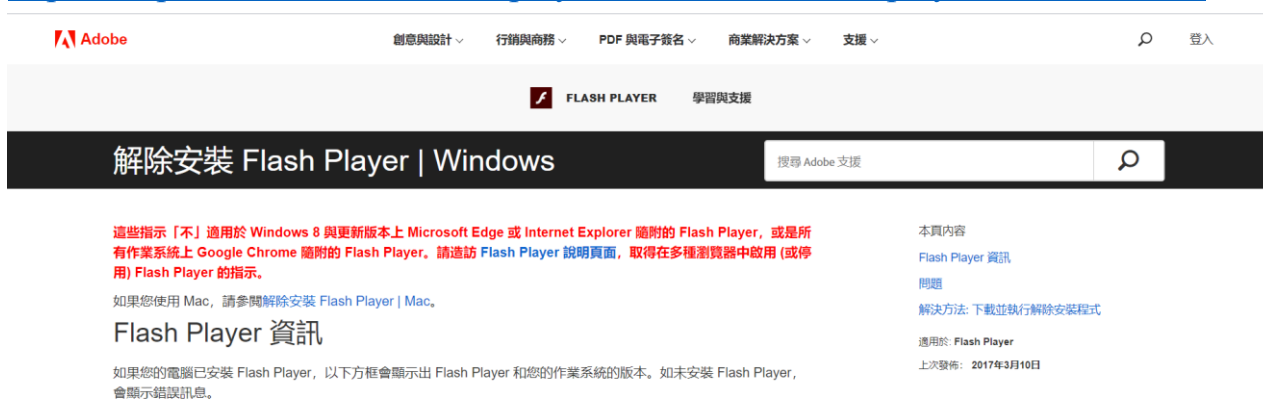 Adobe 創意與設計 行銷與商務 PDF 與電子簽名 商業解決方案 支援 登入
FLASH PLAYER 學習與支援
解除安裝 Flash Player | Windows
搜尋 Adobe 支援
這些指示「不」適用於 Windows 8 與更新版本上 Microsoft Edge 或 Internet Explorer 隨附的 Flash Player，或是所
有作業系統上 Google Chrome 隨附的 Flash Player。請造訪 Flash Player 說明頁面，取得在多種瀏覽器中啟用 (或停
用) Flash Player 的指示。
如果您使用 Mac，請參閱解除安裝 Flash Player | Mac。
Flash Player 資訊
如果您的電腦已安裝 Flash Player，以下方框會顯示出 Flash Player 和您的作業系統的版本。如未安裝 Flash Player，
會顯示錯誤訊息。
本頁內容
Flash Player 資訊
問題
解決方法: 下載並執行解除安裝程式
適用於: Flash Player
上次發佈： 2017年3月10日